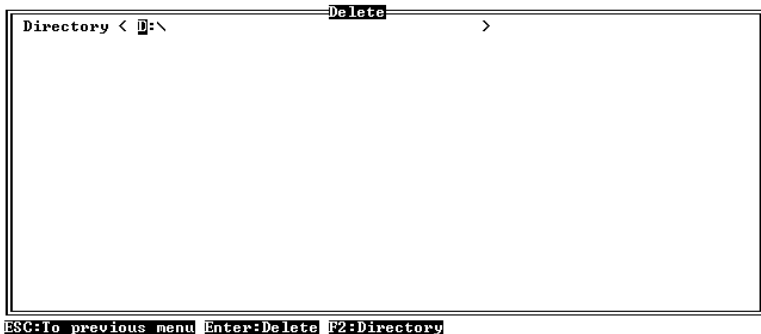 Delete
Directory < D:\ >
ESC:To previous menu Enter:Delete F2:Directory